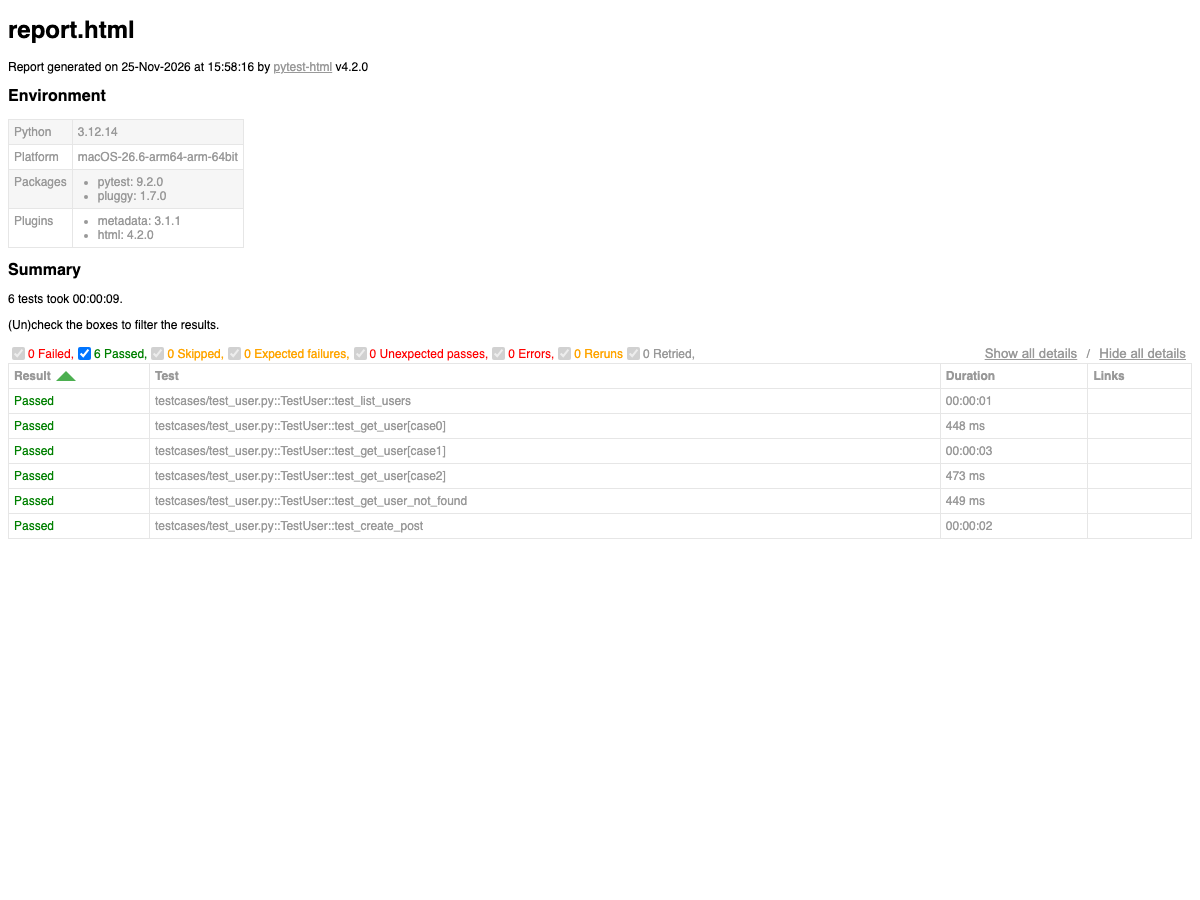 report.html
Report generated on 25-Nov-2026 at 15:58:16 by pytest-html v4.2.0
Environment
Python 3.12.14
Platform macOS-26.6-arm64-arm-64bit
Packages • pytest: 9.2.0
• pluggy: 1.7.0
Plugins • metadata: 3.1.1
• html: 4.2.0
Summary
6 tests took 00:00:09.
(Un)check the boxes to filter the results.
0 Failed, 6 Passed, 0 Skipped, 0 Expected failures, 0 Unexpected passes, 0 Errors, 0 Reruns 0 Retried, Show all details / Hide all details
Result Test Duration Links
Passed testcases/test_user.py::TestUser::test_list_users 00:00:01
Passed testcases/test_user.py::TestUser::test_get_user[case0] 448 ms
Passed testcases/test_user.py::TestUser::test_get_user[case1] 00:00:03
Passed testcases/test_user.py::TestUser::test_get_user[case2] 473 ms
Passed testcases/test_user.py::TestUser::test_get_user_not_found 449 ms
Passed testcases/test_user.py::TestUser::test_create_post 00:00:02